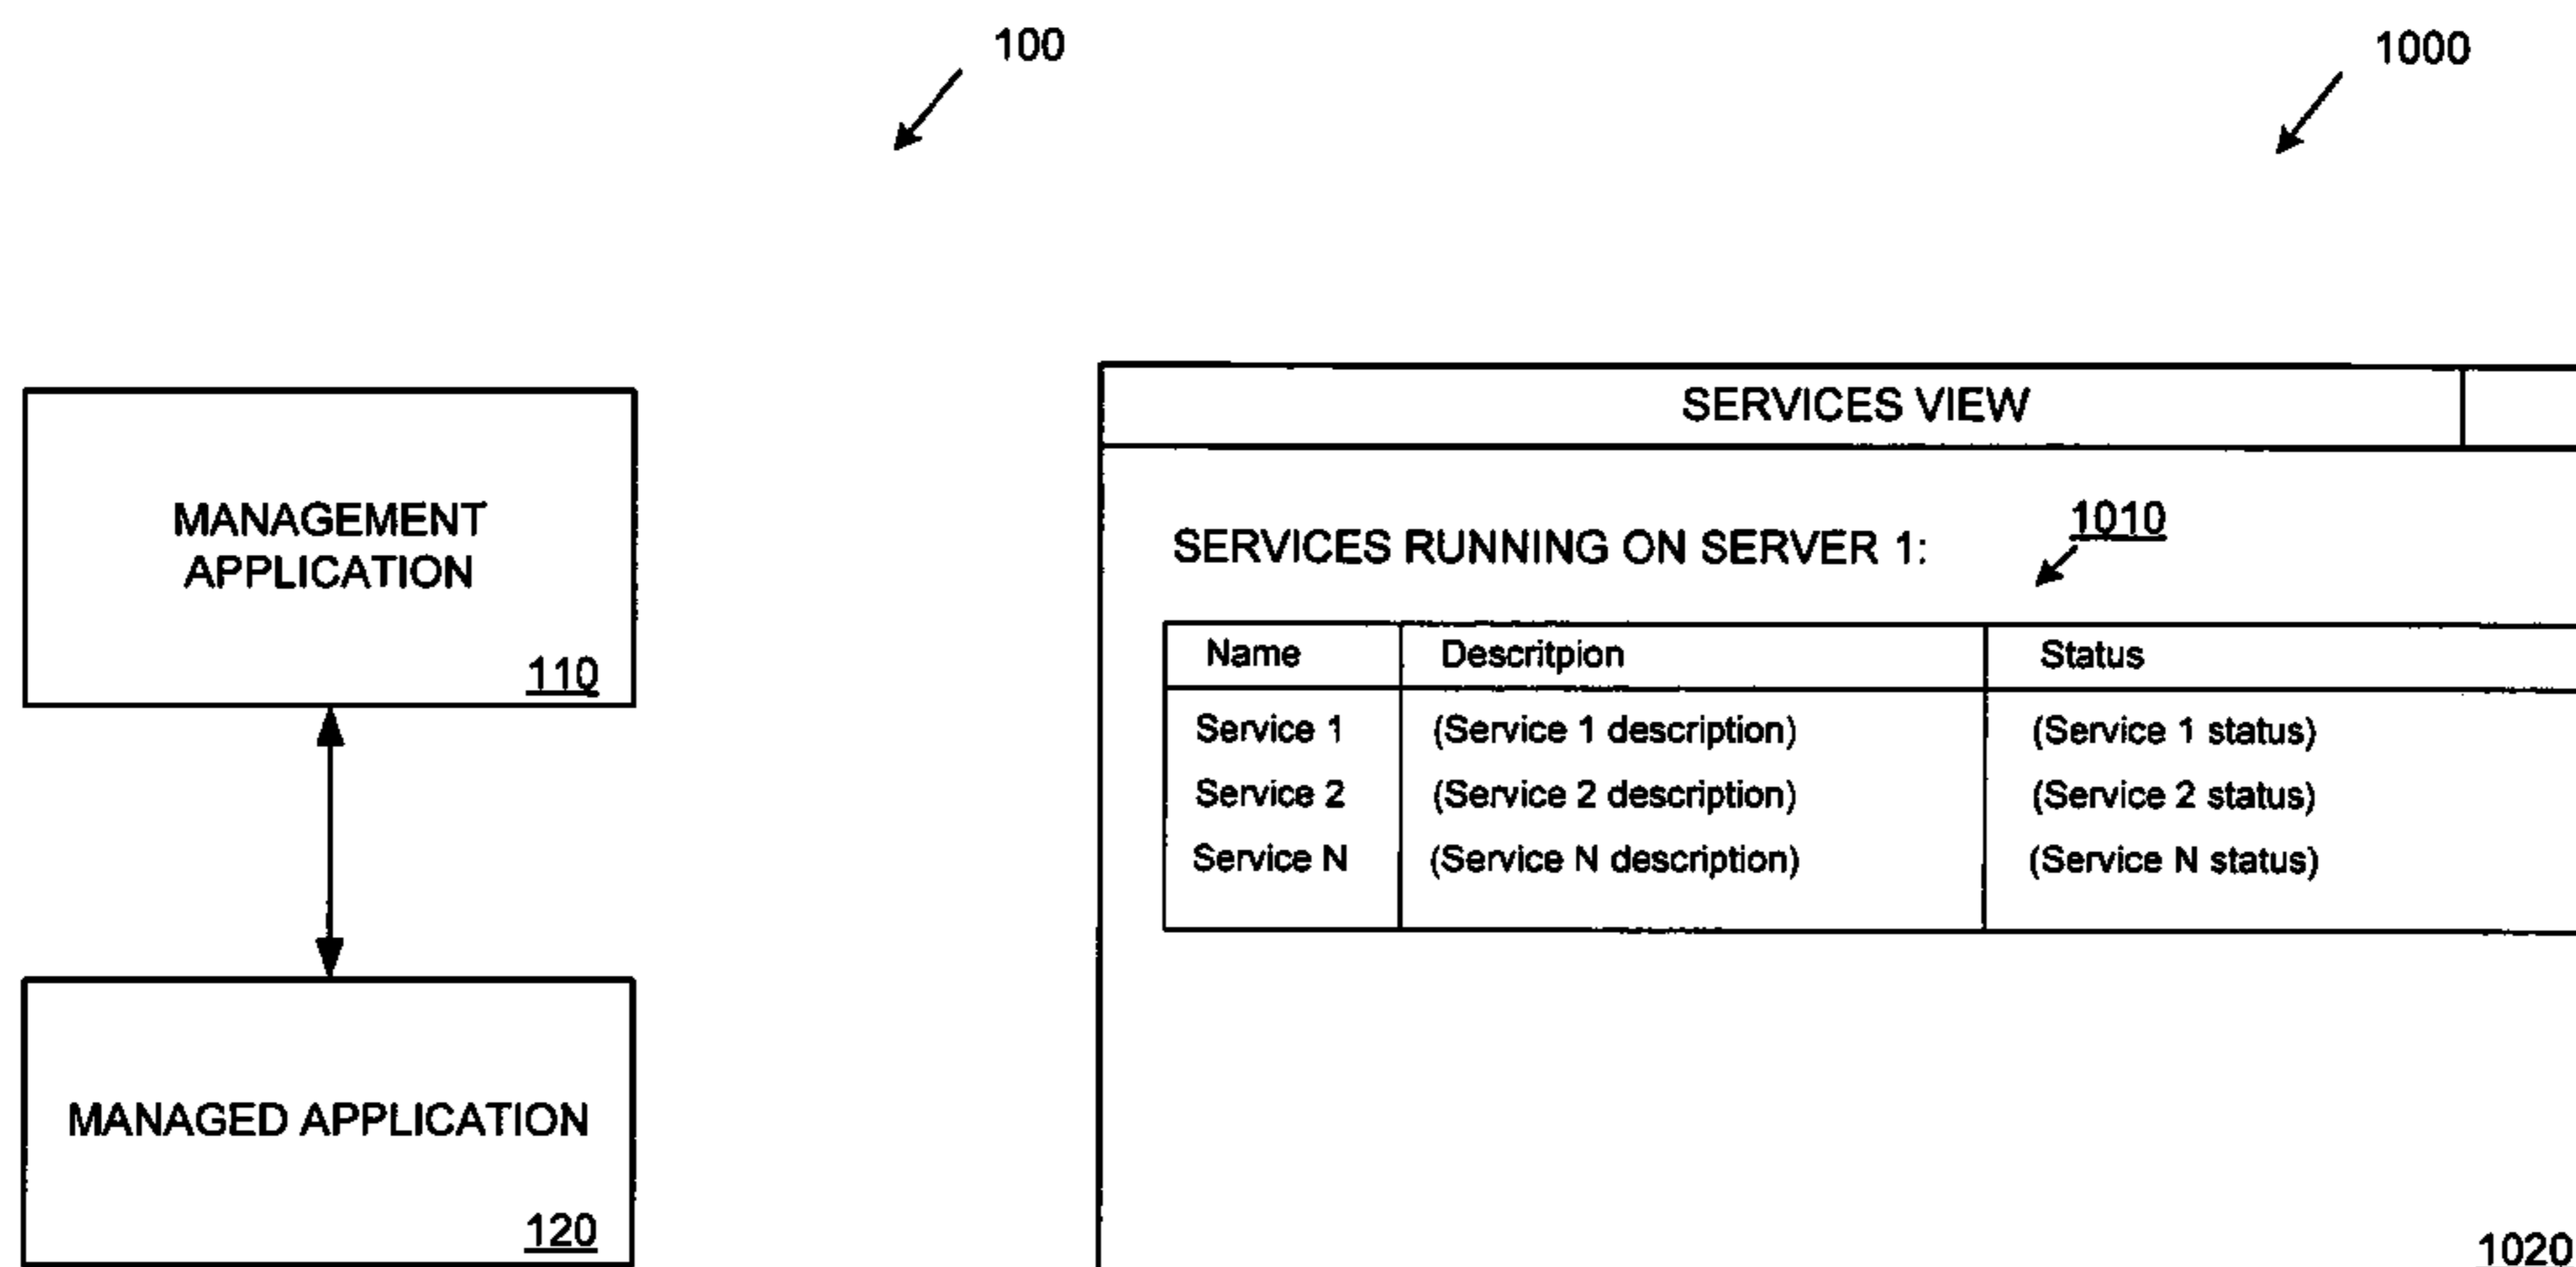 100
MANAGEMENT
APPLICATION
110
MANAGED APPLICATION
120
1000
SERVICES VIEW
SERVICES RUNNING ON SERVER 1:
1010
Name Descritpion Status
Service 1 (Service 1 description) (Service 1 status)
Service 2 (Service 2 description) (Service 2 status)
Service N (Service N description) (Service N status)
1020